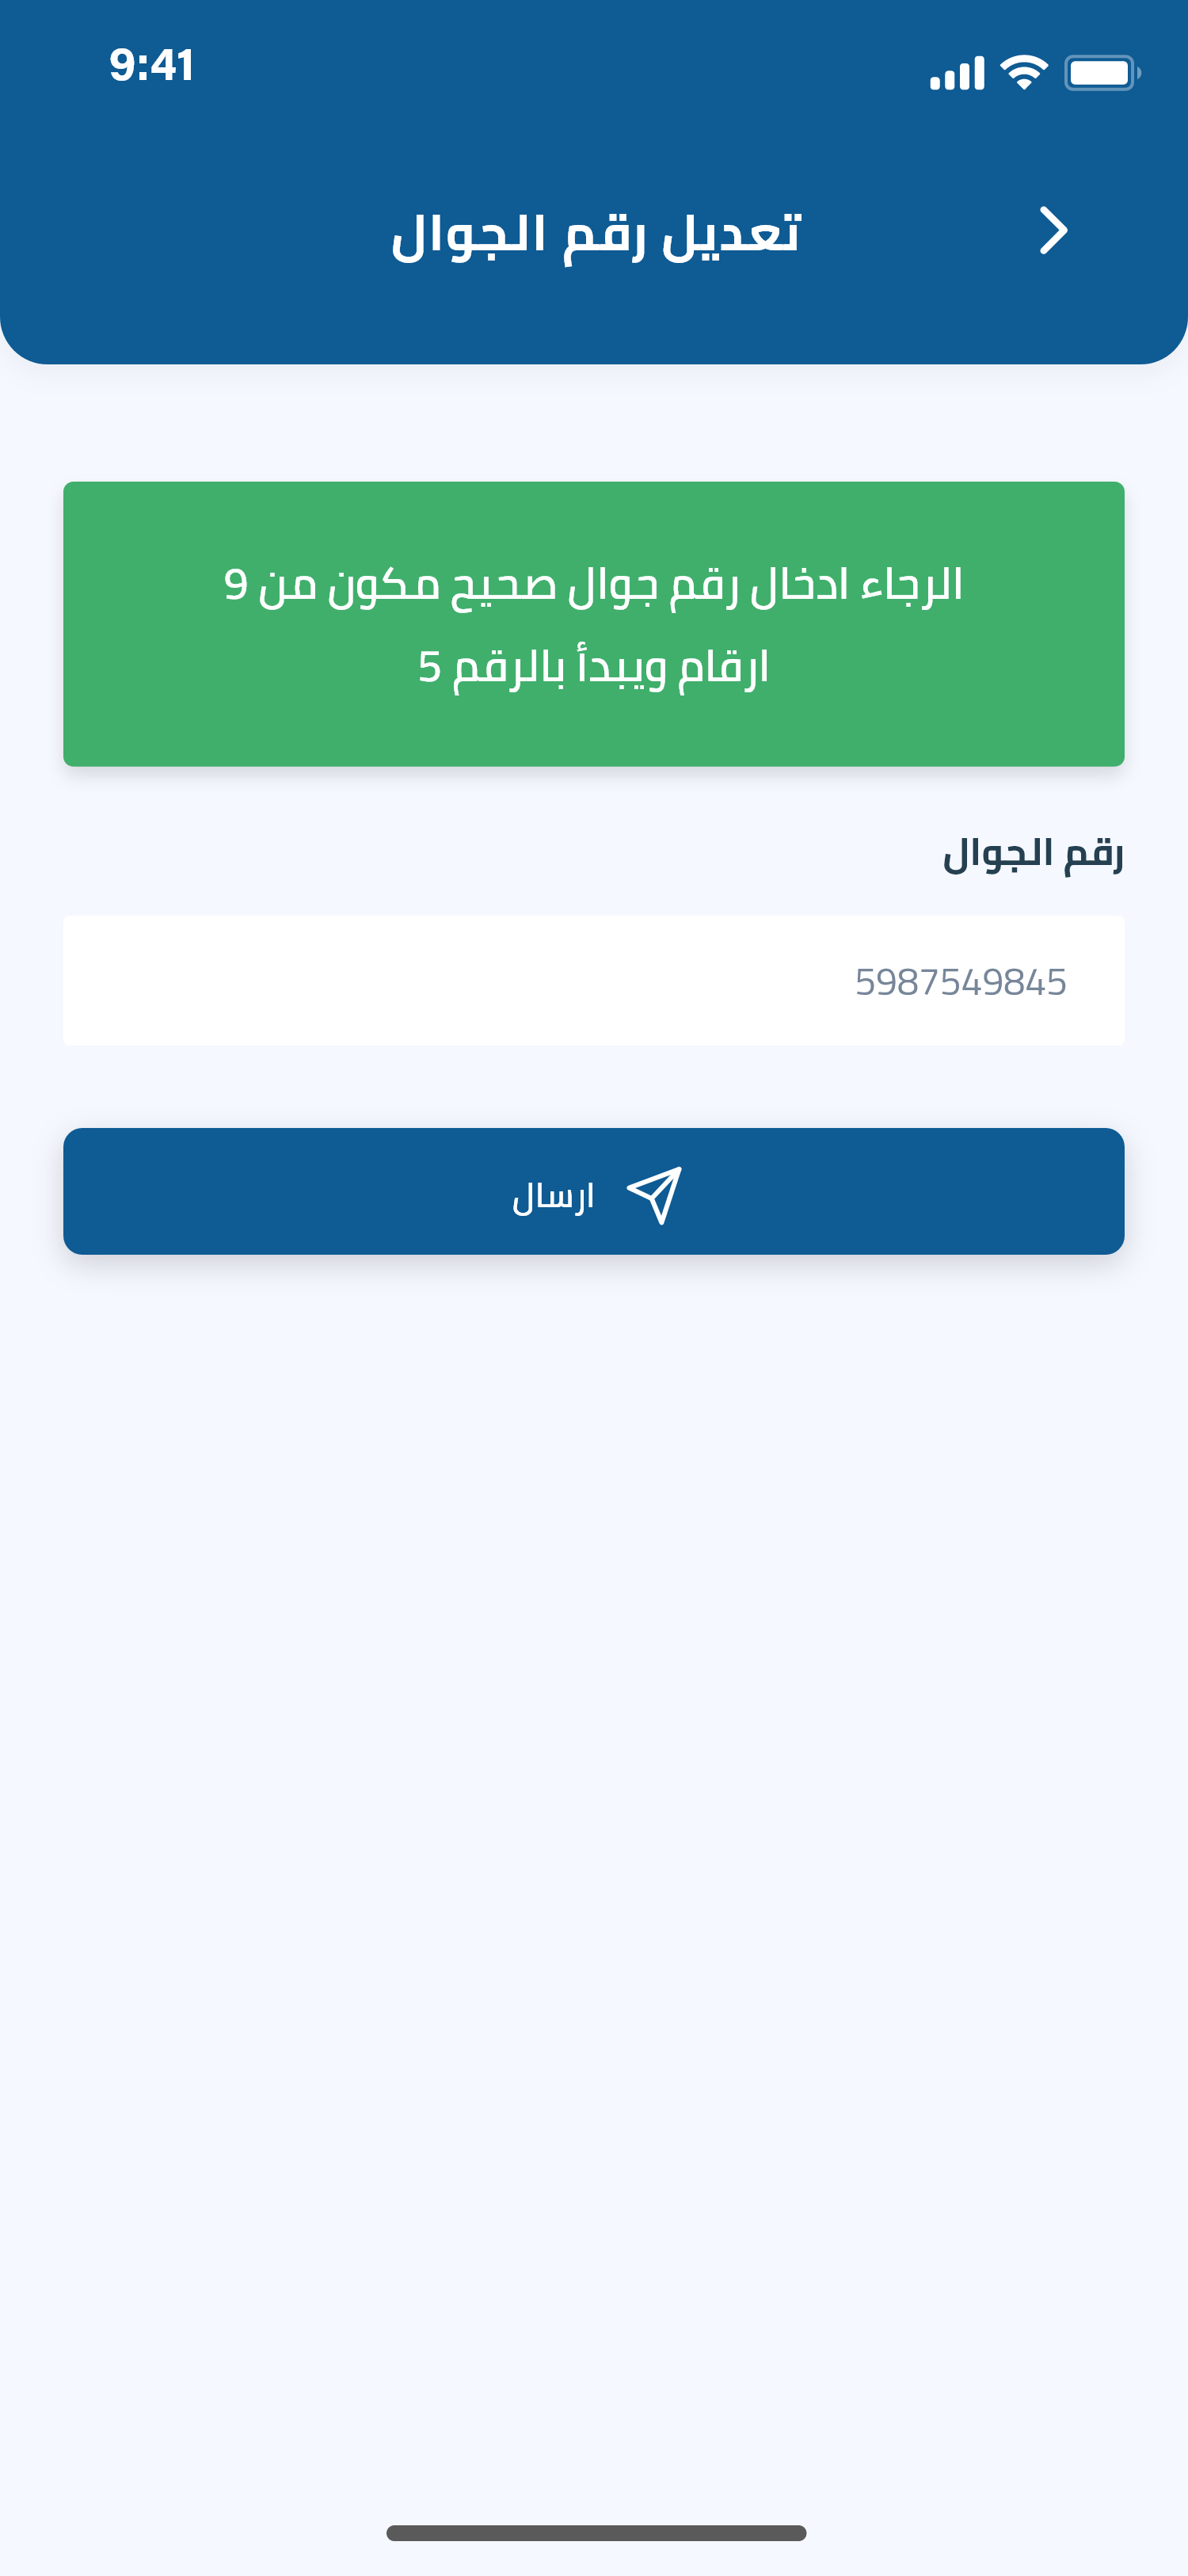 9:41
تعديل رقم الجوال
الرجاء ادخال رقم جوال صحيح مكون من 9
ارقام ويبدأ بالرقم 5
رقم الجوال
5987549845
ارسال